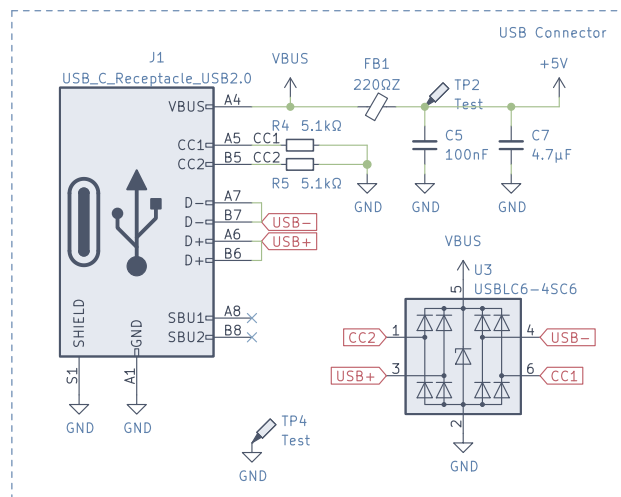 USB Connector
J1
USB_C_Receptacle_USB2.0
VBUS
FB1
220ΩZ
TP2
Test
+5V
VBUS A4
CC1 A5 CC1 R4 5.1kΩ
CC2 B5 CC2 R5 5.1kΩ
C5
100nF
C7
4.7µF
GND
GND
GND
D- A7
D- B7 USB-
D+ A6 USB+
D+ B6
SBU1 A8
SBU2 B8
SHIELD
GND
S1
A1
GND
GND
TP4
Test
GND
VBUS
U3
USBLC6-4SC6
5
CC2 1
4 USB-
USB+ 3
6 CC1
2
GND